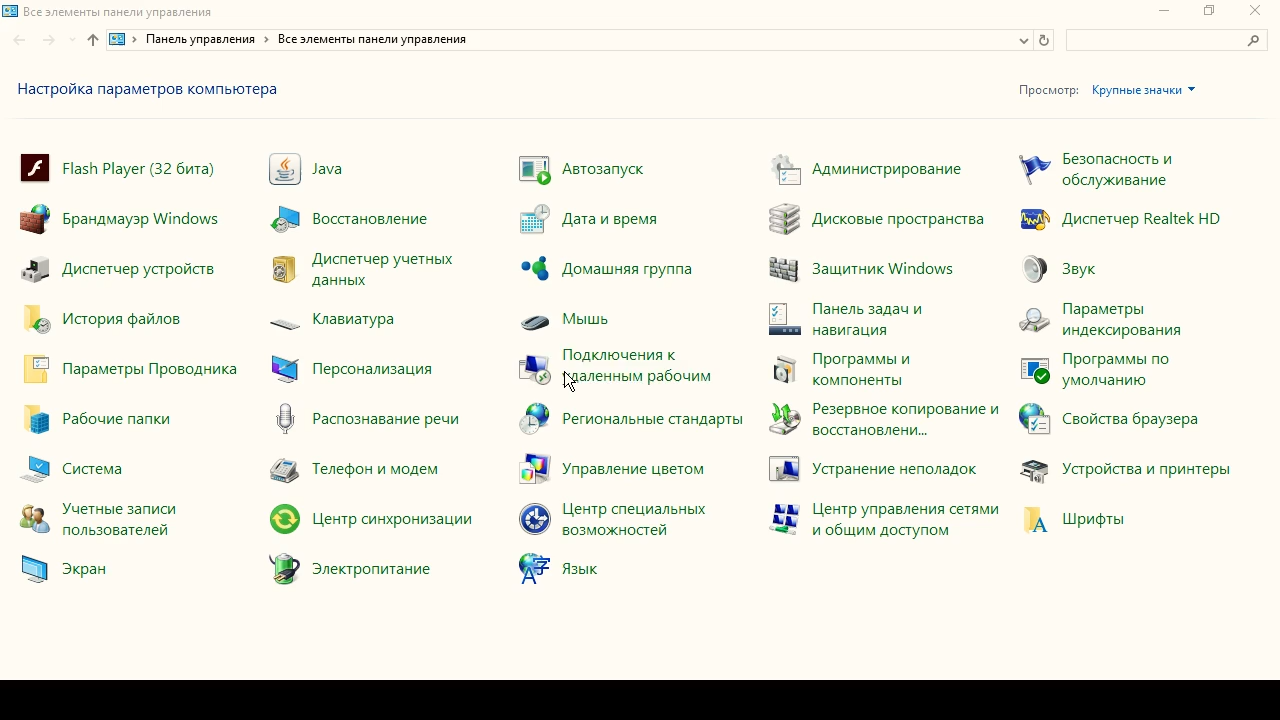 Все элементы панели управления
Панель управления > Все элементы панели управления
Настройка параметров компьютера
Просмотр: Крупные значки
Flash Player (32 бита)
Java
Автозапуск
Администрирование
Безопасность и
обслуживание
Брандмауэр Windows
Восстановление
Дата и время
Дисковые пространства
Диспетчер Realtek HD
Диспетчер устройств
Диспетчер учетных
данных
Домашняя группа
Защитник Windows
Звук
История файлов
Клавиатура
Мышь
Панель задач и
навигация
Параметры
индексирования
Параметры Проводника
Персонализация
Подключения к
удаленным рабочим
Программы и
компоненты
Программы по
умолчанию
Рабочие папки
Распознавание речи
Региональные стандарты
Резервное копирование и
восстановлени...
Свойства браузера
Система
Телефон и модем
Управление цветом
Устранение неполадок
Устройства и принтеры
Учетные записи
пользователей
Центр синхронизации
Центр специальных
возможностей
Центр управления сетями
и общим доступом
Шрифты
Экран
Электропитание
Язык